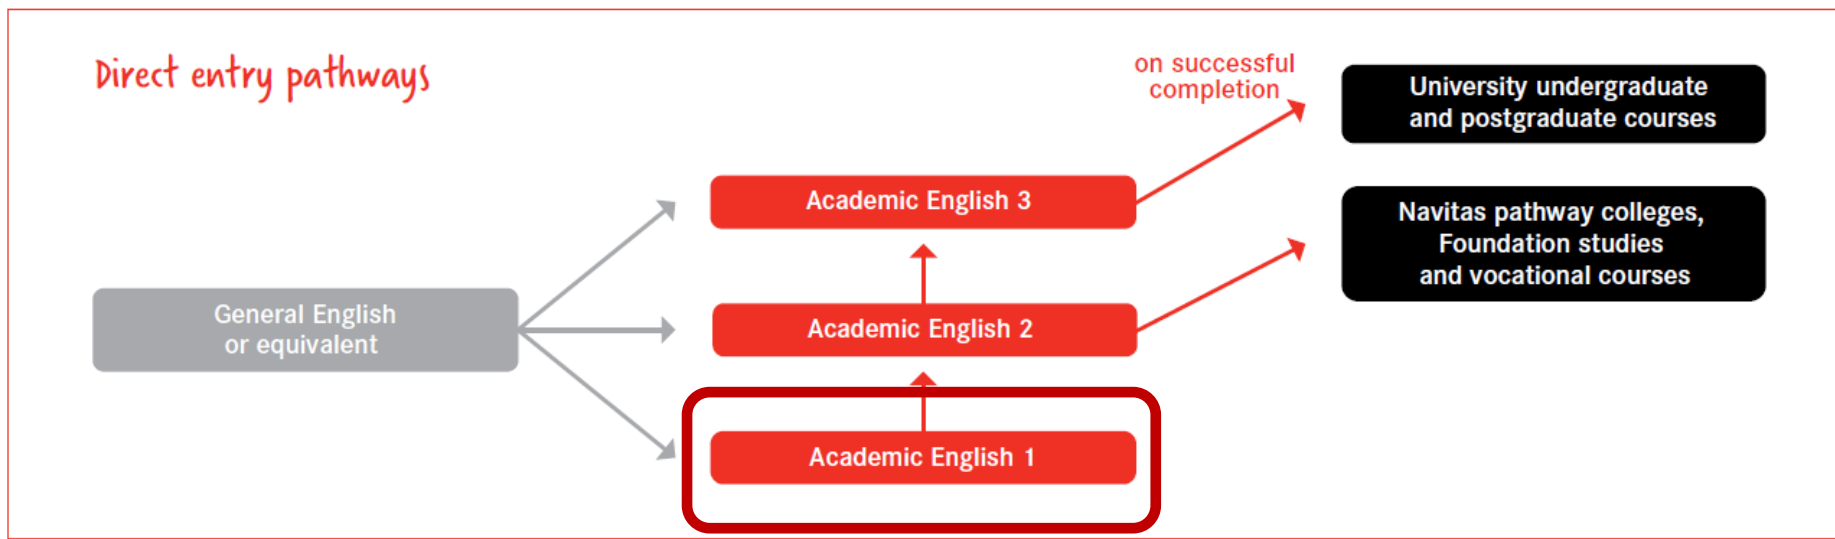 Direct entry pathways
on successful
completion
University undergraduate
and postgraduate courses
Academic English 3
Navitas pathway colleges,
Foundation studies
and vocational courses
General English
or equivalent
Academic English 2
Academic English 1